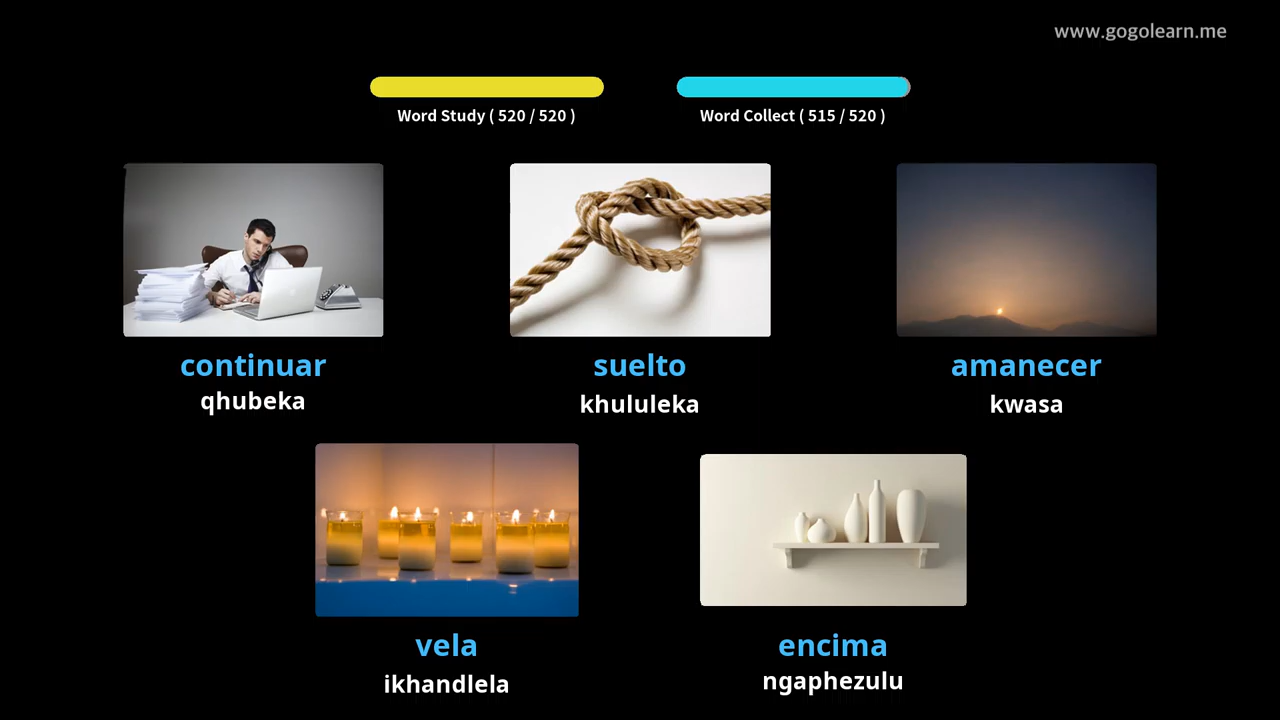 www.gogolearn.me
Word Study ( 520 / 520 )
Word Collect ( 515 / 520 )
continuar
qhubeka
suelto
khululeka
amanecer
kwasa
vela
ikhandlela
encima
ngaphezulu